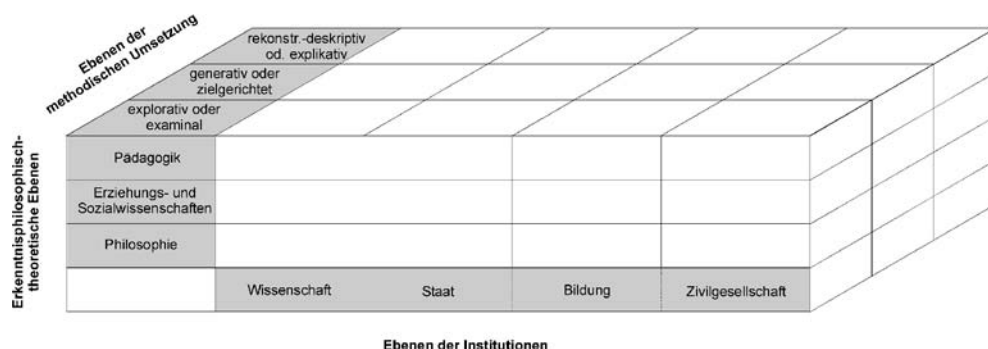 Ebenen der
methodischen Umsetzung
rekonstr.-deskriptiv
od. explikativ
generativ oder
zielgerichtet
explorativ oder
examinal
Erkenntnisphilosophisch-
theoretische Ebenen
Pädagogik
Erziehungs- und
Sozialwissenschaften
Philosophie
Wissenschaft
Staat
Bildung
Zivilgesellschaft
Ebenen der Institutionen